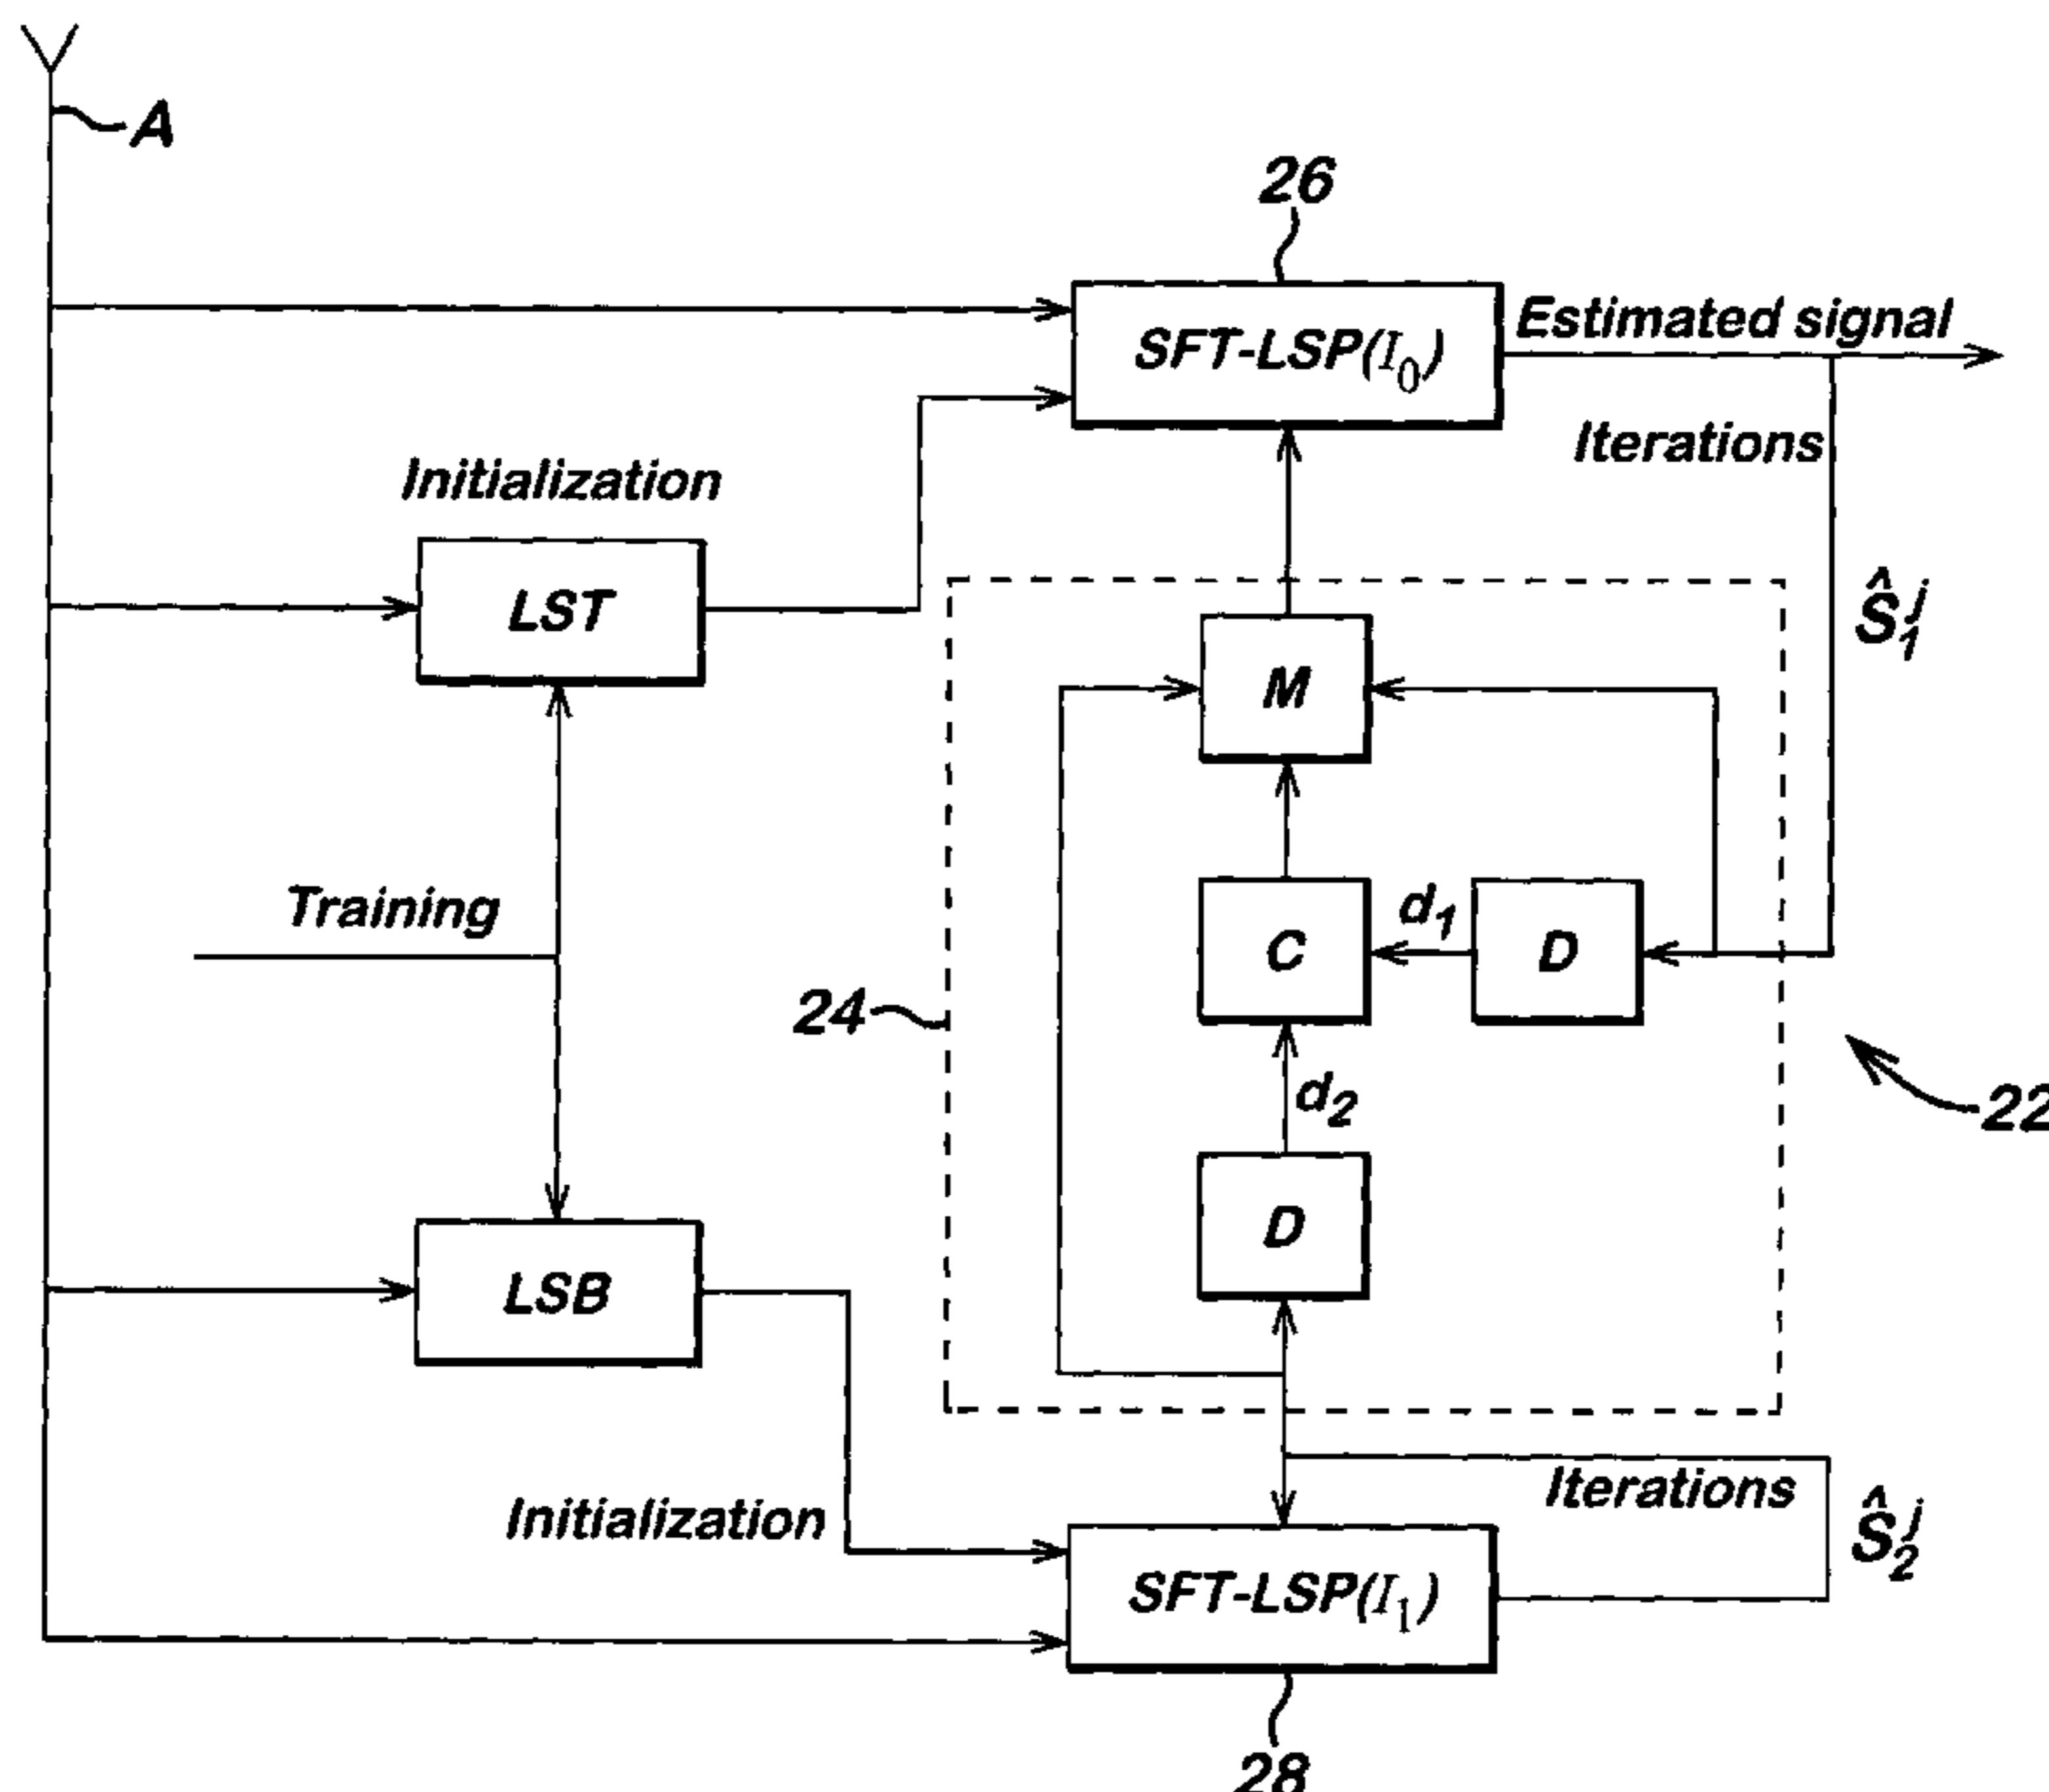 A
26
SFT-LSP(I₀)
Estimated signal
Iterations
Initialization
LST
Ŝ₁ʲ
M
Training
C
d₁
D
24
d₂
22
D
LSB
Iterations
Initialization
Ŝ₂ʲ
SFT-LSP(I₁)
28